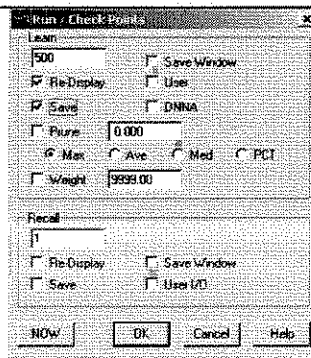 Run / Check Points
Learn
500
Save Window
Re-Display
User
Save
DNNA
Prune
0.000
Max
Ave
Med
PCT
Weight
9999.00
Recall
1
Re-Display
Save Window
Save
User I/O
NOW
OK
Cancel
Help